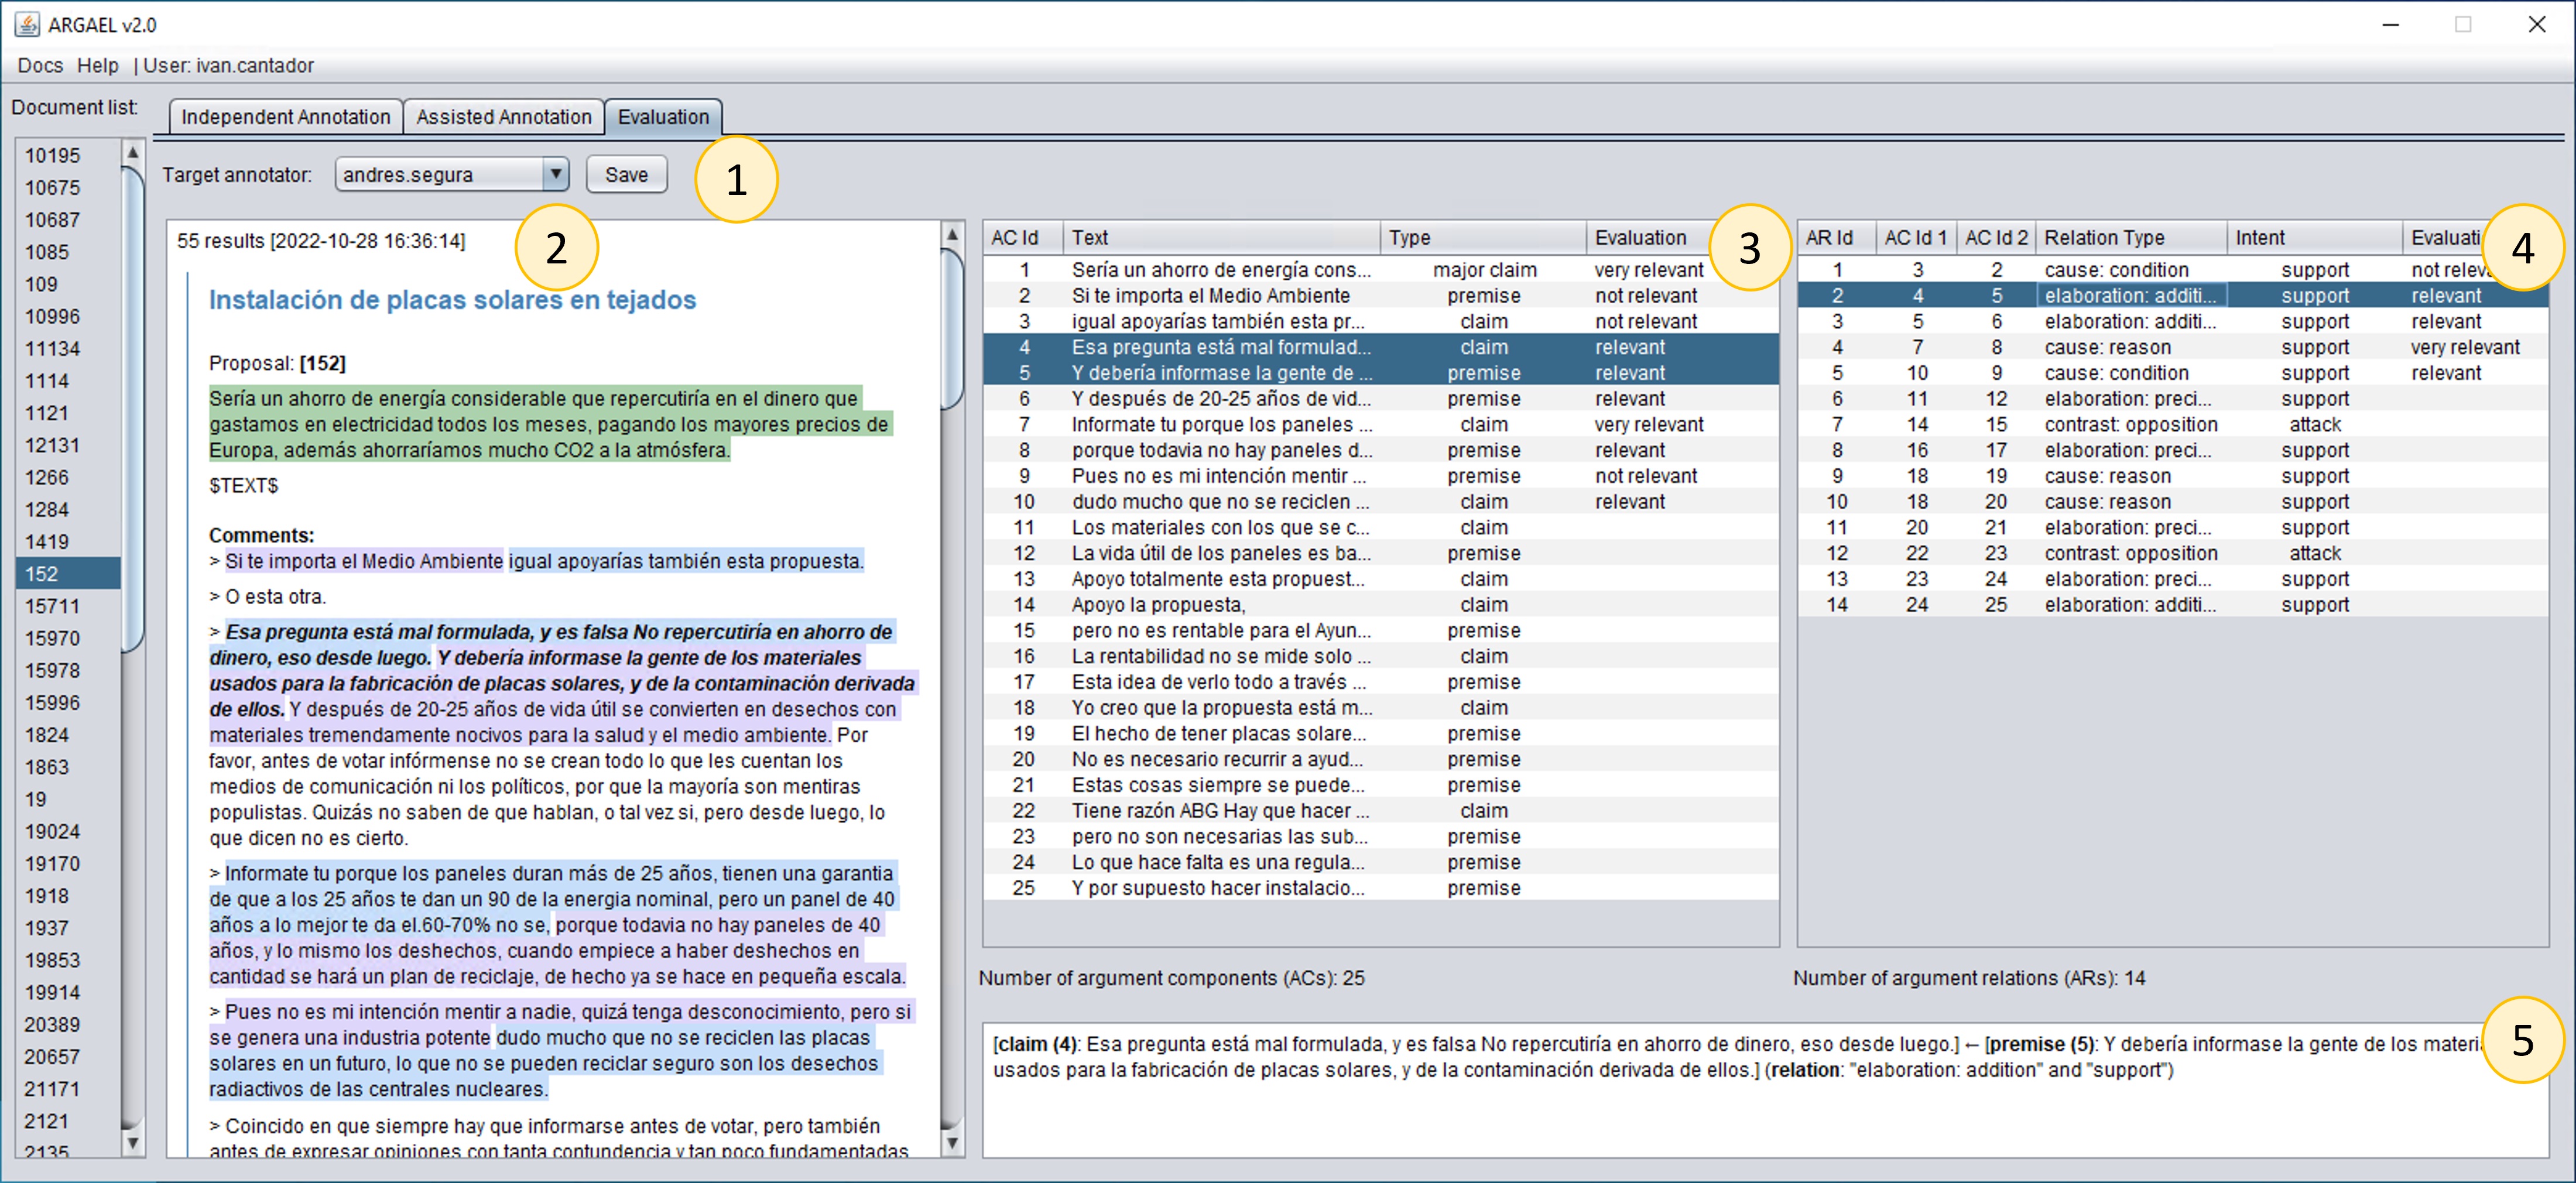 ARGAEL v2.0
Docs Help | User: ivan.cantador
Document list:
Independent Annotation Assisted Annotation Evaluation
10195
10675
10687
1085
109
10996
11134
1114
1121
12131
1266
1284
1419
152
15711
15970
15978
15996
1824
1863
19
19024
19170
1918
1937
19853
19914
20389
20657
21171
2121
2135
Target annotator: andres.segura Save 1
55 results [2022-10-28 16:36:14] 2
Instalación de placas solares en tejados
Proposal: [152]
Sería un ahorro de energía considerable que repercutiría en el dinero que
gastamos en electricidad todos los meses, pagando los mayores precios de
Europa, además ahorraríamos mucho CO2 a la atmósfera.
$TEXT$
Comments:
> Si te importa el Medio Ambiente igual apoyarías también esta propuesta.
> O esta otra.
> Esa pregunta está mal formulada, y es falsa No repercutiría en ahorro de
dinero, eso desde luego. Y debería informase la gente de los materiales
usados para la fabricación de placas solares, y de la contaminación derivada
de ellos. Y después de 20-25 años de vida útil se convierten en desechos con
materiales tremendamente nocivos para la salud y el medio ambiente. Por
favor, antes de votar infórmense no se crean todo lo que les cuentan los
medios de comunicación ni los políticos, por que la mayoría son mentiras
populistas. Quizás no saben de que hablan, o tal vez si, pero desde luego, lo
que dicen no es cierto.
> Informate tu porque los paneles duran más de 25 años, tienen una garantia
de que a los 25 años te dan un 90 de la energia nominal, pero un panel de 40
años a lo mejor te da el.60-70% no se, porque todavia no hay paneles de 40
años, y lo mismo los deshechos, cuando empiece a haber deshechos en
cantidad se hará un plan de reciclaje, de hecho ya se hace en pequeña escala.
> Pues no es mi intención mentir a nadie, quizá tenga desconocimiento, pero si
se genera una industria potente dudo mucho que no se reciclen las placas
solares en un futuro, lo que no se pueden reciclar seguro son los desechos
radiactivos de las centrales nucleares.
> Coincido en que siempre hay que informarse antes de votar, pero también
antes de expresar opiniones con tanta contundencia y tan poco fundamentadas
AC Id Text Type Evaluation 3
1 Sería un ahorro de energía cons... major claim very relevant
2 Si te importa el Medio Ambiente premise not relevant
3 igual apoyarías también esta pr... claim not relevant
4 Esa pregunta está mal formulad... claim relevant
5 Y debería informase la gente de ... premise relevant
6 Y después de 20-25 años de vid... premise relevant
7 Informate tu porque los paneles ... claim very relevant
8 porque todavia no hay paneles d... premise relevant
9 Pues no es mi intención mentir ... premise not relevant
10 dudo mucho que no se reciclen ... claim relevant
11 Los materiales con los que se c... claim
12 La vida útil de los paneles es ba... premise
13 Apoyo totalmente esta propuest... claim
14 Apoyo la propuesta, claim
15 pero no es rentable para el Ayun... premise
16 La rentabilidad no se mide solo ... claim
17 Esta idea de verlo todo a través ... premise
18 Yo creo que la propuesta está m... claim
19 El hecho de tener placas solare... premise
20 No es necesario recurrir a ayud... premise
21 Estas cosas siempre se puede... premise
22 Tiene razón ABG Hay que hacer ... claim
23 pero no son necesarias las sub... premise
24 Lo que hace falta es una regula... premise
25 Y por supuesto hacer instalacio... premise
Number of argument components (ACs): 25
AR Id AC Id 1 AC Id 2 Relation Type Intent Evaluati 4
1 3 2 cause: condition support not relev
2 4 5 elaboration: additi... support relevant
3 5 6 elaboration: additi... support relevant
4 7 8 cause: reason support very relevant
5 10 9 cause: condition support relevant
6 11 12 elaboration: preci... support
7 14 15 contrast: opposition attack
8 16 17 elaboration: preci... support
9 18 19 cause: reason support
10 18 20 cause: reason support
11 20 21 elaboration: preci... support
12 22 23 contrast: opposition attack
13 23 24 elaboration: preci... support
14 24 25 elaboration: additi... support
Number of argument relations (ARs): 14
[claim (4): Esa pregunta está mal formulada, y es falsa No repercutiría en ahorro de dinero, eso desde luego.] ← [premise (5): Y debería informase la gente de los materi 5
usados para la fabricación de placas solares, y de la contaminación derivada de ellos.] (relation: "elaboration: addition" and "support")